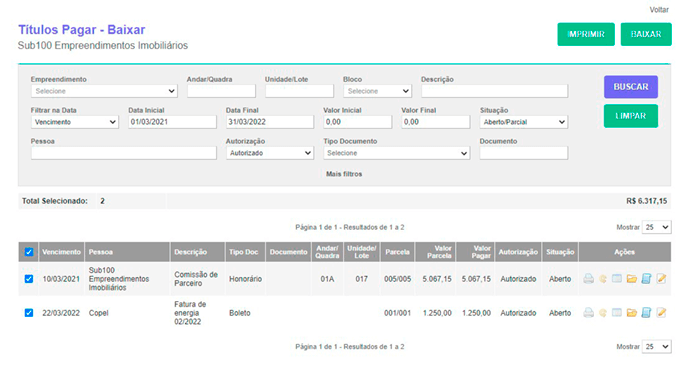 Voltar
Títulos Pagar - Baixar
Sub100 Empreendimentos Imobiliários
IMPRIMIR BAIXAR
Empreendimento Andar/Quadra Unidade/Lote Bloco Descrição
Selecione Selecione
BUSCAR
Filtrar na Data Data Inicial Data Final Valor Inicial Valor Final Situação
Vencimento 01/03/2021 31/03/2022 0,00 0,00 Aberto/Parcial
LIMPAR
Pessoa Autorização Tipo Documento Documento
Autorizado Selecione
Mais filtros
Total Selecionado: 2 R$ 6.317,15
Página 1 de 1 - Resultados de 1 a 2 Mostrar 25
Vencimento Pessoa Descrição Tipo Doc Documento Andar/ Quadra Unidade/ Lote Parcela Valor Parcela Valor Pagar Autorização Situação Ações
10/03/2021 Sub100 Empreendimentos Imobiliários Comissão de Parceiro Honorário 01A 017 005/005 5.067,15 5.067,15 Autorizado Aberto
22/03/2022 Copel Fatura de energia 02/2022 Boleto 001/001 1.250,00 1.250,00 Autorizado Aberto
Página 1 de 1 - Resultados de 1 a 2 Mostrar 25